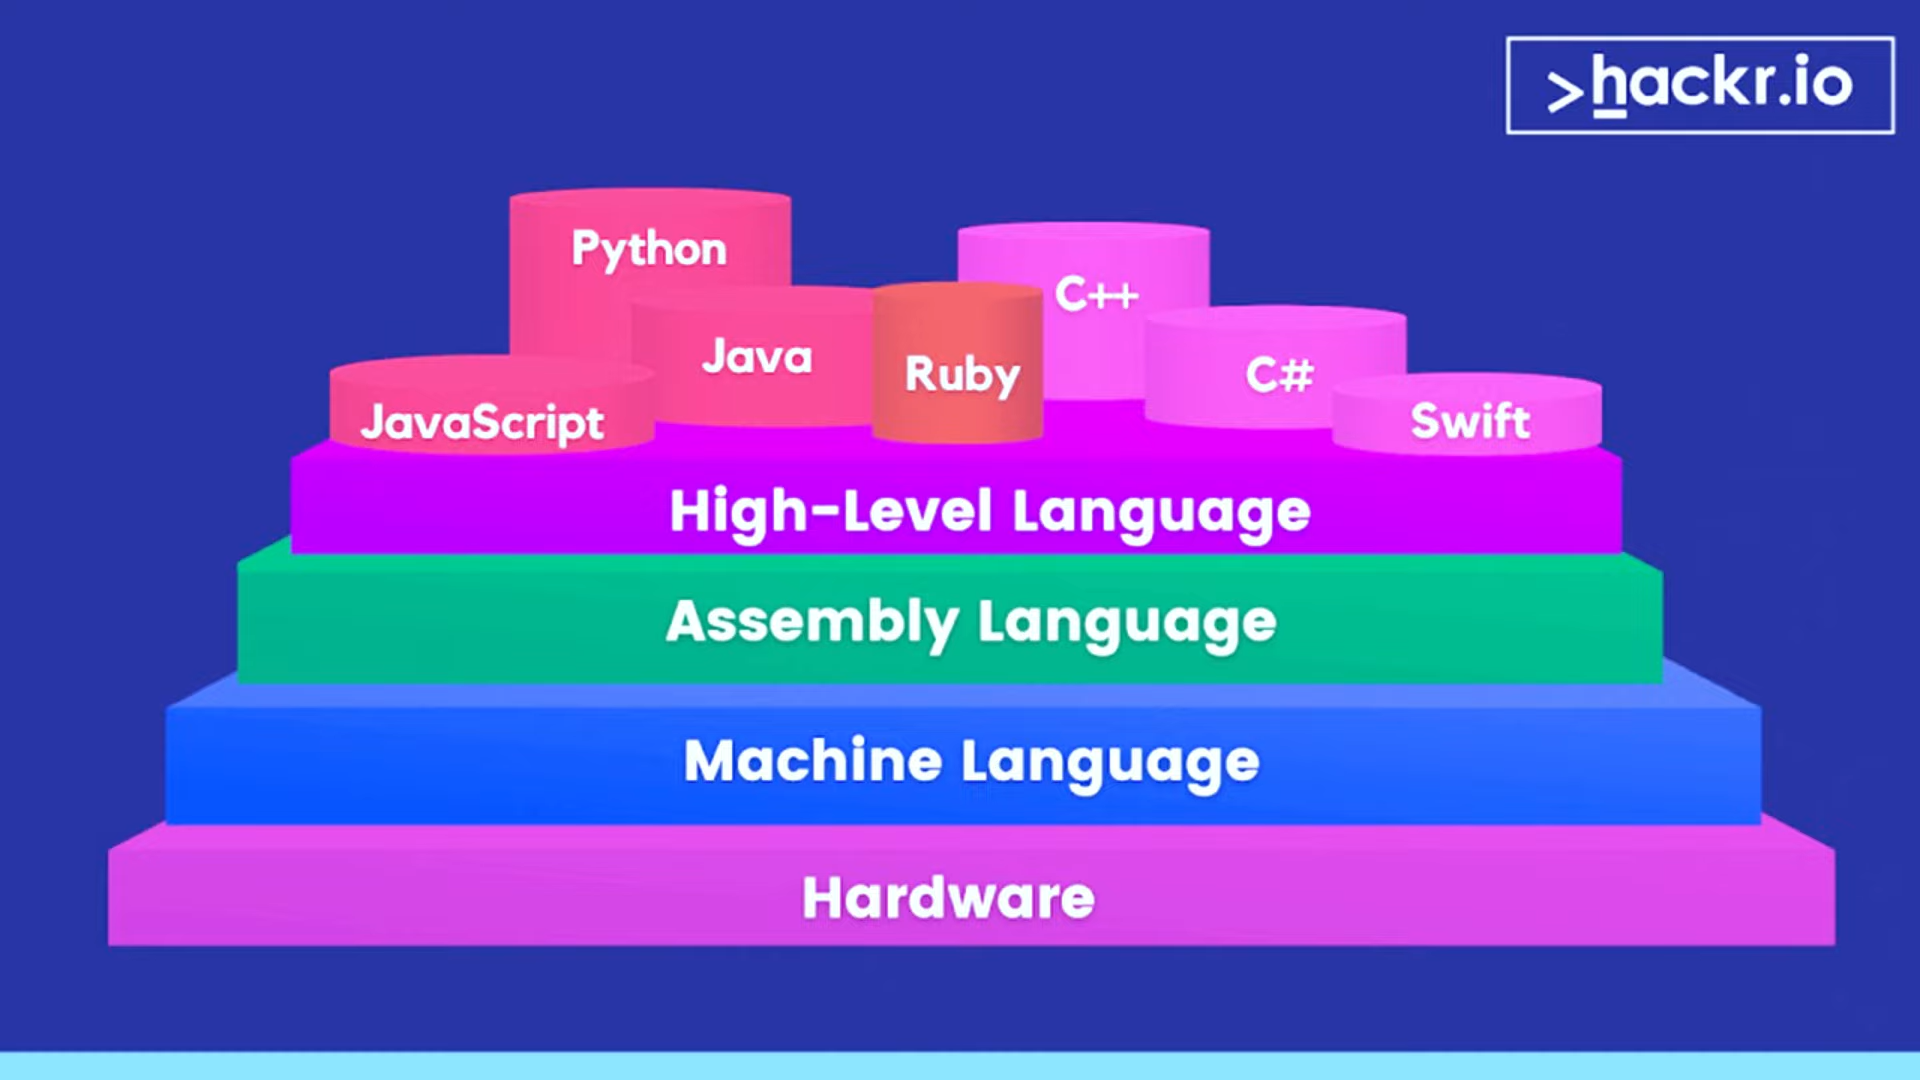 >hackr.io
Python
C++
Java
Ruby
C#
JavaScript
Swift
High-Level Language
Assembly Language
Machine Language
Hardware